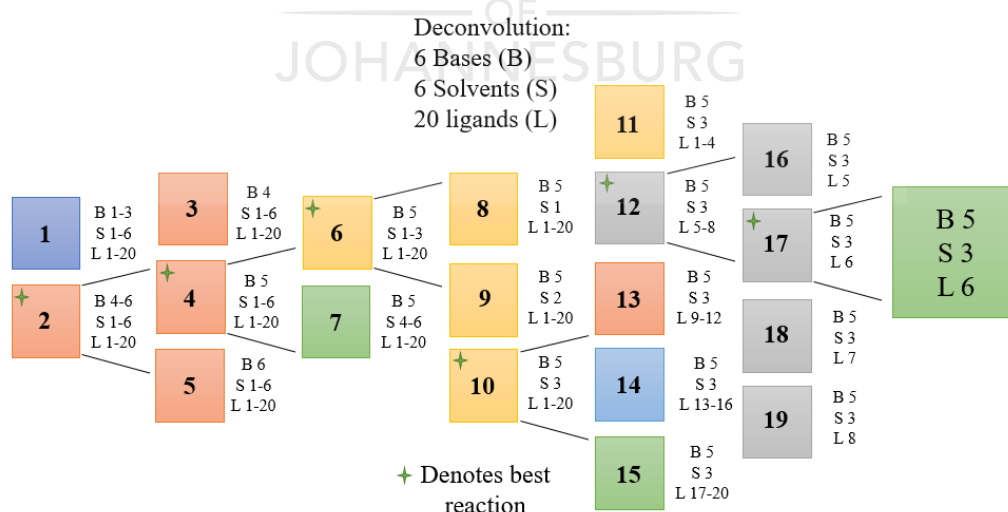 OF
JOHANNESBURG
Deconvolution:
6 Bases (B)
6 Solvents (S)
20 ligands (L)
1
B 1-3
S 1-6
L 1-20
2
B 4-6
S 1-6
L 1-20
3
B 4
S 1-6
L 1-20
4
B 5
S 1-6
L 1-20
5
B 6
S 1-6
L 1-20
6
B 5
S 1-3
L 1-20
7
B 5
S 4-6
L 1-20
8
B 5
S 1
L 1-20
9
B 5
S 2
L 1-20
10
B 5
S 3
L 1-20
11
B 5
S 3
L 1-4
12
B 5
S 3
L 5-8
13
B 5
S 3
L 9-12
14
B 5
S 3
L 13-16
15
B 5
S 3
L 17-20
16
B 5
S 3
L 5
17
B 5
S 3
L 6
18
B 5
S 3
L 7
19
B 5
S 3
L 8
B 5
S 3
L 6
Denotes best
reaction